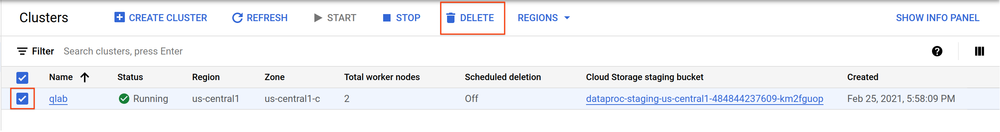 Clusters CREATE CLUSTER REFRESH START STOP DELETE REGIONS SHOW INFO PANEL
Filter Search clusters, press Enter
Name Status Region Zone Total worker nodes Scheduled deletion Cloud Storage staging bucket Created
qlab Running us-central1 us-central1-c 2 Off dataproc-staging-us-central1-484844237609-km2fguop Feb 25, 2021, 5:58:09 PM